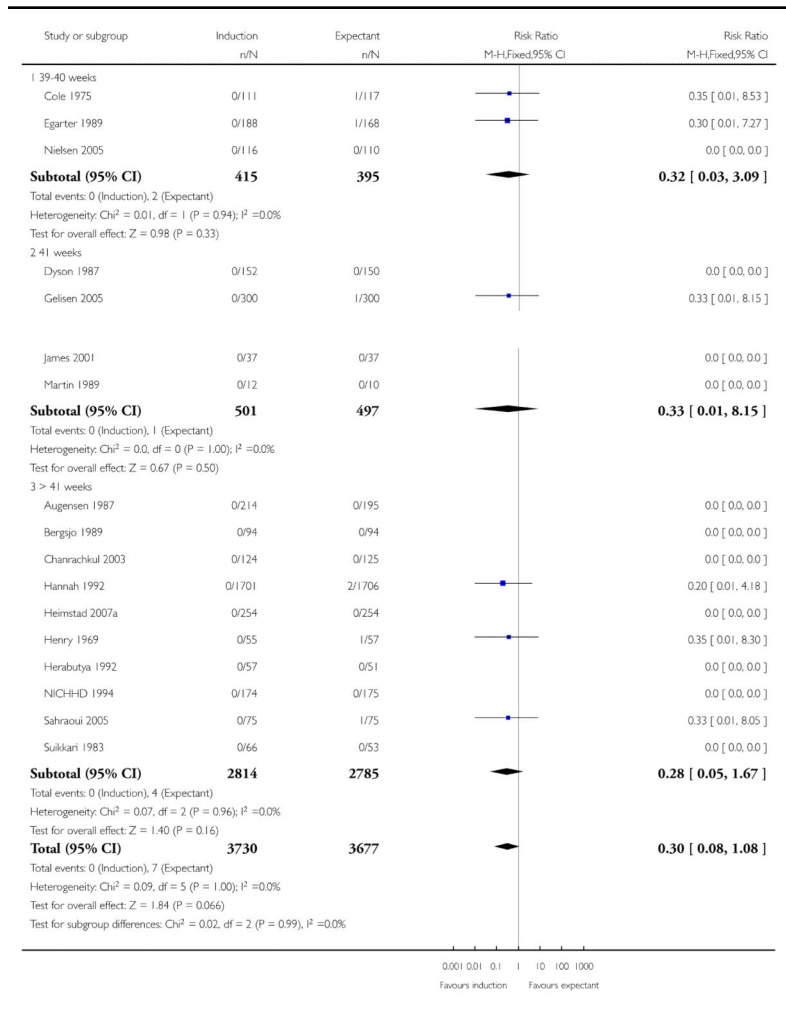 Study or subgroup Induction Expectant Risk Ratio Risk Ratio
n/N n/N M-H,Fixed,95% CI M-H,Fixed,95% CI
1 39-40 weeks
Cole 1975 0/111 1/117 0.35 [ 0.01, 8.53 ]
Egarter 1989 0/188 1/168 0.30 [ 0.01, 7.27 ]
Nielsen 2005 0/116 0/110 0.0 [ 0.0, 0.0 ]
Subtotal (95% CI) 415 395 0.32 [ 0.03, 3.09 ]
Total events: 0 (Induction), 2 (Expectant)
Heterogeneity: Chi² = 0.01, df = 1 (P = 0.94); I² =0.0%
Test for overall effect: Z = 0.98 (P = 0.33)
2 41 weeks
Dyson 1987 0/152 0/150 0.0 [ 0.0, 0.0 ]
Gelisen 2005 0/300 1/300 0.33 [ 0.01, 8.15 ]
James 2001 0/37 0/37 0.0 [ 0.0, 0.0 ]
Martin 1989 0/12 0/10 0.0 [ 0.0, 0.0 ]
Subtotal (95% CI) 501 497 0.33 [ 0.01, 8.15 ]
Total events: 0 (Induction), 1 (Expectant)
Heterogeneity: Chi² = 0.0, df = 0 (P = 1.00); I² =0.0%
Test for overall effect: Z = 0.67 (P = 0.50)
3 > 41 weeks
Augensen 1987 0/214 0/195 0.0 [ 0.0, 0.0 ]
Bergsjo 1989 0/94 0/94 0.0 [ 0.0, 0.0 ]
Chanrachkul 2003 0/124 0/125 0.0 [ 0.0, 0.0 ]
Hannah 1992 0/1701 2/1706 0.20 [ 0.01, 4.18 ]
Heimstad 2007a 0/254 0/254 0.0 [ 0.0, 0.0 ]
Henry 1969 0/55 1/57 0.35 [ 0.01, 8.30 ]
Herabutya 1992 0/57 0/51 0.0 [ 0.0, 0.0 ]
NICHHD 1994 0/174 0/175 0.0 [ 0.0, 0.0 ]
Sahraoui 2005 0/75 1/75 0.33 [ 0.01, 8.05 ]
Suikkari 1983 0/66 0/53 0.0 [ 0.0, 0.0 ]
Subtotal (95% CI) 2814 2785 0.28 [ 0.05, 1.67 ]
Total events: 0 (Induction), 4 (Expectant)
Heterogeneity: Chi² = 0.07, df = 2 (P = 0.96); I² =0.0%
Test for overall effect: Z = 1.40 (P = 0.16)
Total (95% CI) 3730 3677 0.30 [ 0.08, 1.08 ]
Total events: 0 (Induction), 7 (Expectant)
Heterogeneity: Chi² = 0.09, df = 5 (P = 1.00); I² =0.0%
Test for overall effect: Z = 1.84 (P = 0.066)
Test for subgroup differences: Chi² = 0.02, df = 2 (P = 0.99), I² =0.0%
0.001 0.01 0.1 1 10 100 1000
Favours induction Favours expectant